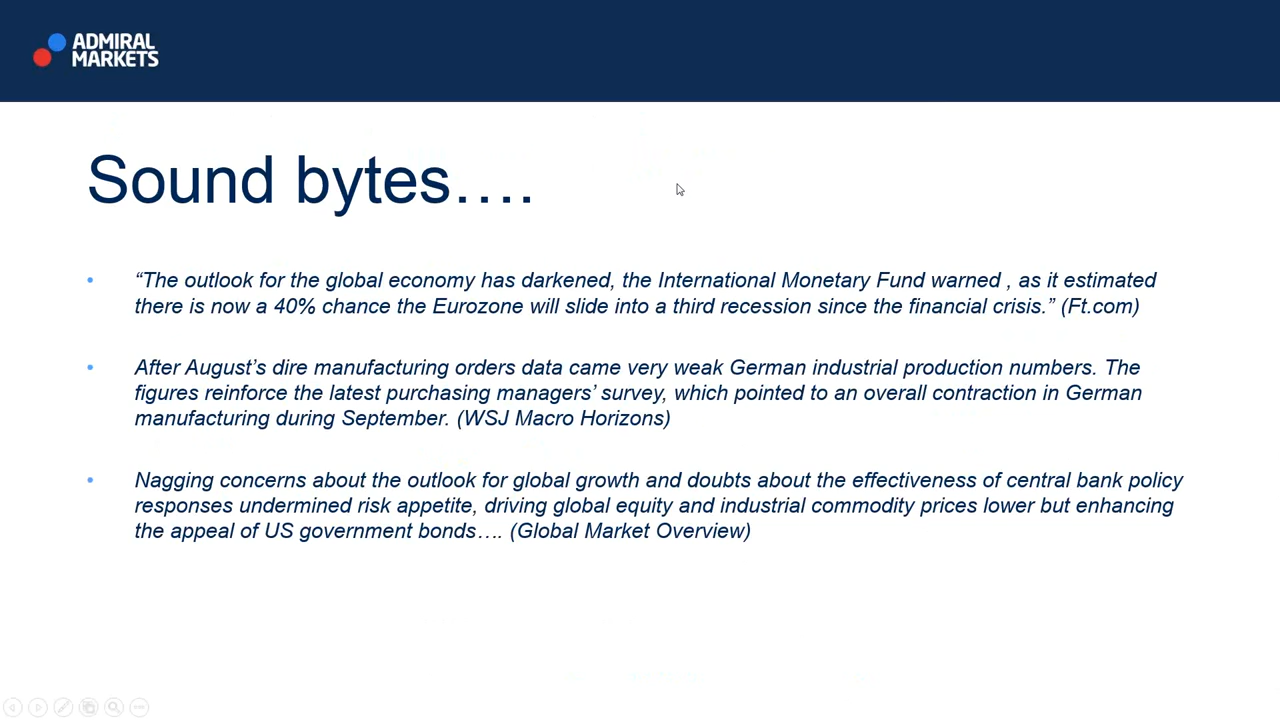 ADMIRAL
MARKETS
Sound bytes….
• “The outlook for the global economy has darkened, the International Monetary Fund warned , as it estimated
there is now a 40% chance the Eurozone will slide into a third recession since the financial crisis.” (Ft.com)
• After August’s dire manufacturing orders data came very weak German industrial production numbers. The
figures reinforce the latest purchasing managers’ survey, which pointed to an overall contraction in German
manufacturing during September. (WSJ Macro Horizons)
• Nagging concerns about the outlook for global growth and doubts about the effectiveness of central bank policy
responses undermined risk appetite, driving global equity and industrial commodity prices lower but enhancing
the appeal of US government bonds…. (Global Market Overview)